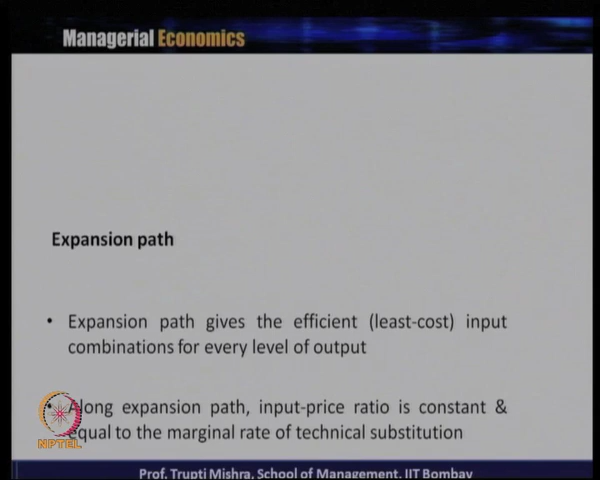 Managerial Economics
Expansion path
• Expansion path gives the efficient (least-cost) input
combinations for every level of output
• Along expansion path, input-price ratio is constant &
equal to the marginal rate of technical substitution
NPTEL
Prof. Trupti Mishra, School of Management, IIT Bombay